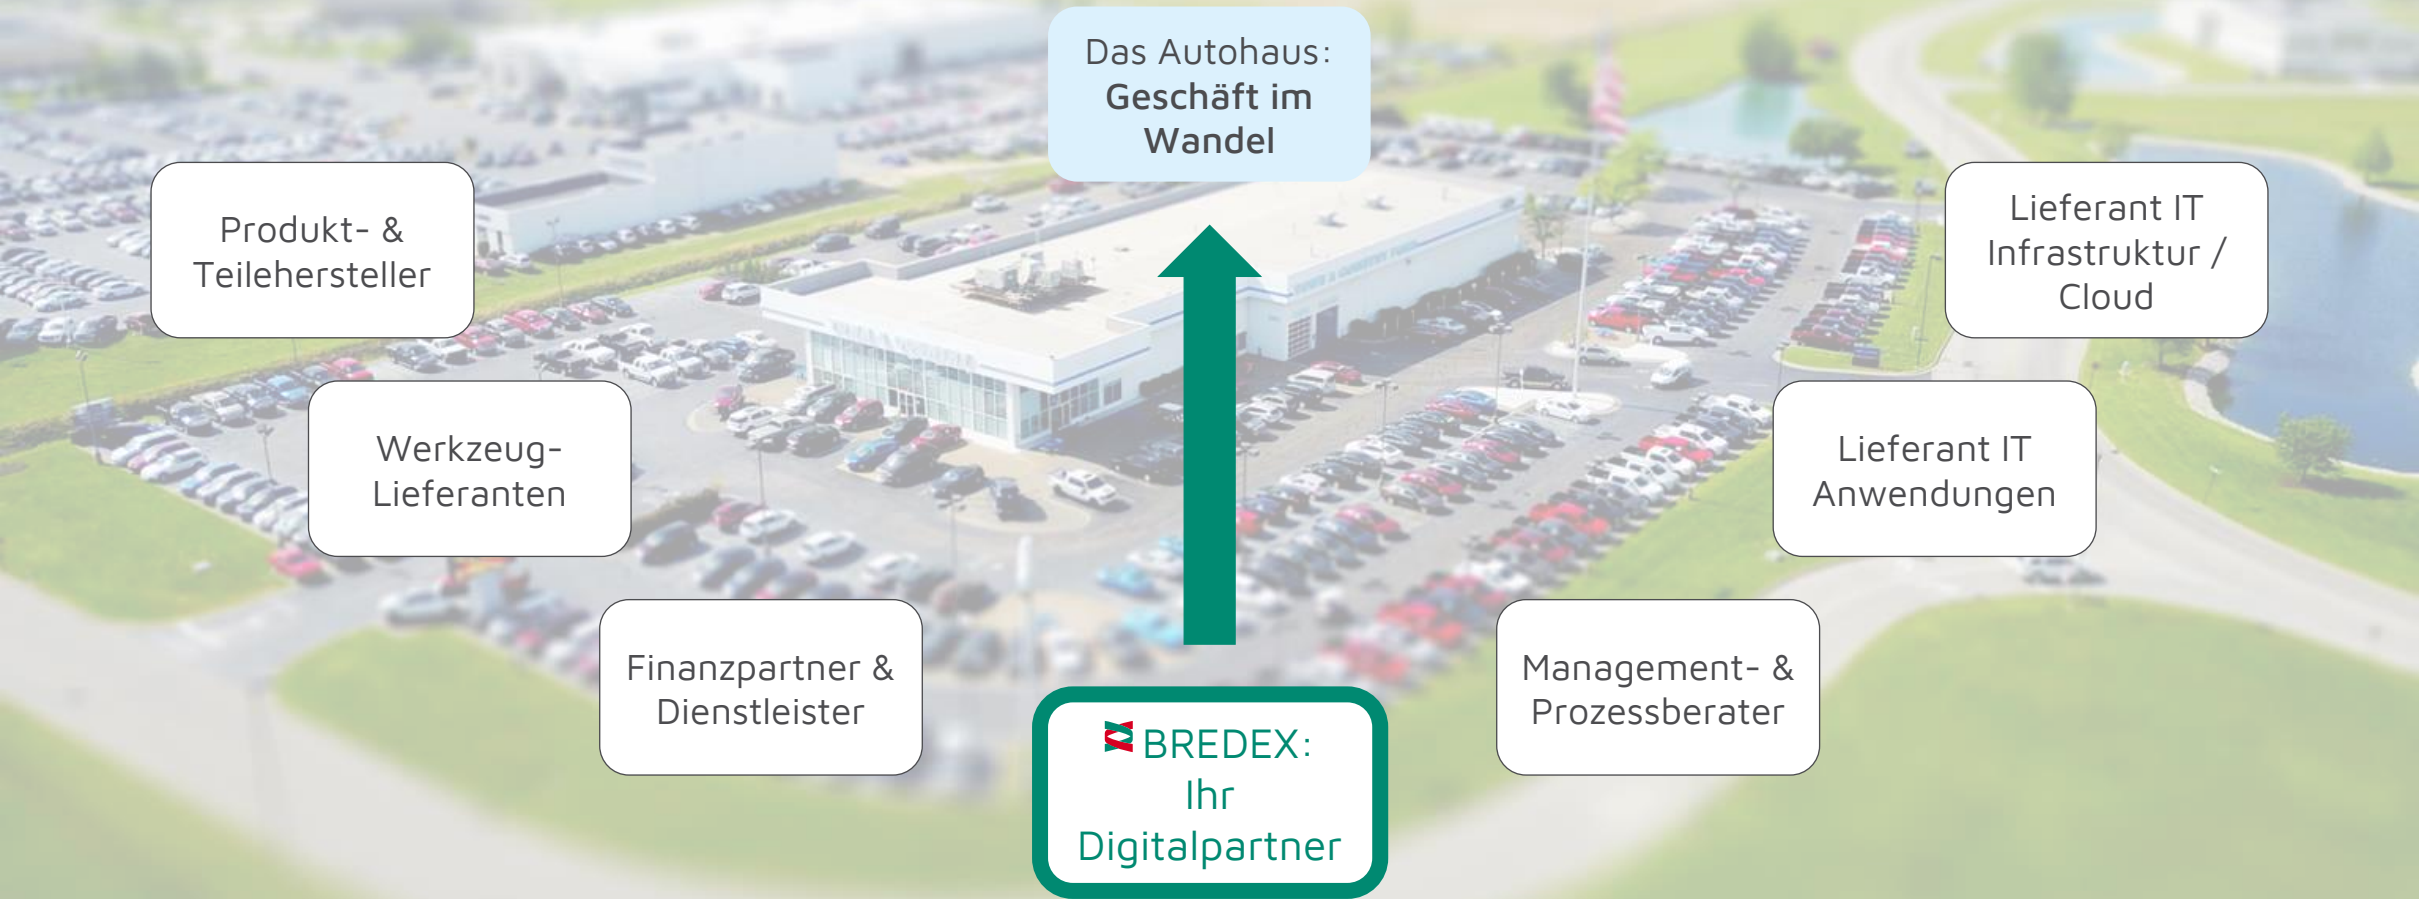 Das Autohaus:
Geschäft im
Wandel
Produkt- &
Teilehersteller
Lieferant IT
Infrastruktur /
Cloud
Werkzeug-
Lieferanten
Lieferant IT
Anwendungen
Finanzpartner &
Dienstleister
Management- &
Prozessberater
BREDEX:
Ihr
Digitalpartner